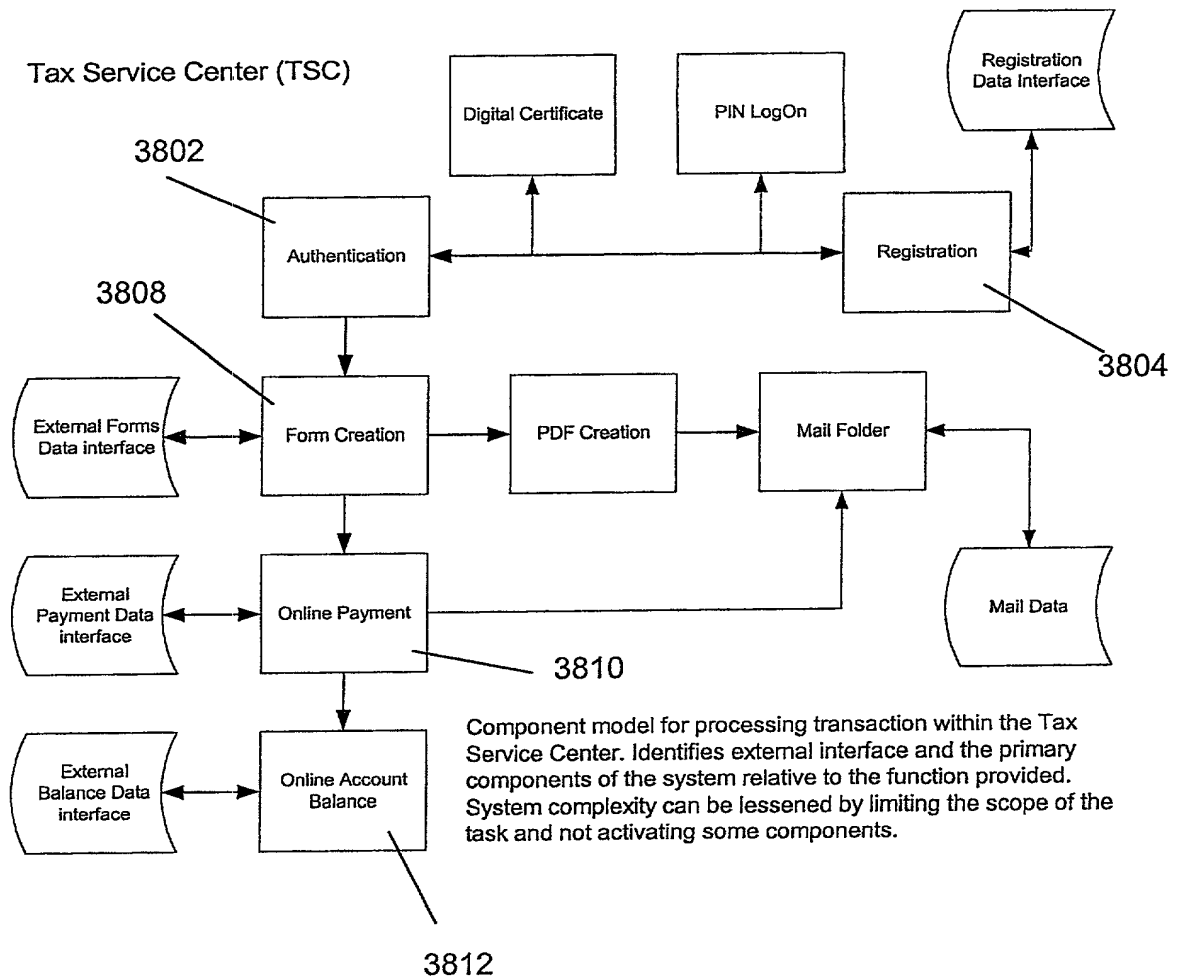 Tax Service Center (TSC)
Registration
Data Interface
Digital Certificate
PIN LogOn
3802
Authentication
Registration
3808
3804
External Forms
Data interface
Form Creation
PDF Creation
Mail Folder
External
Payment Data
interface
Online Payment
Mail Data
3810
External
Balance Data
interface
Online Account
Balance
Component model for processing transaction within the Tax
Service Center. Identifies external interface and the primary
components of the system relative to the function provided.
System complexity can be lessened by limiting the scope of the
task and not activating some components.
3812